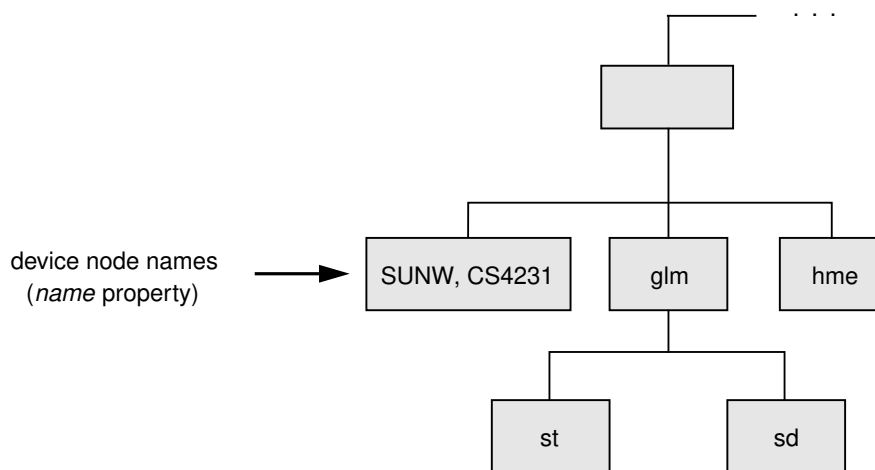 . . .
device node names
(name property)
SUNW, CS4231
glm
hme
st
sd